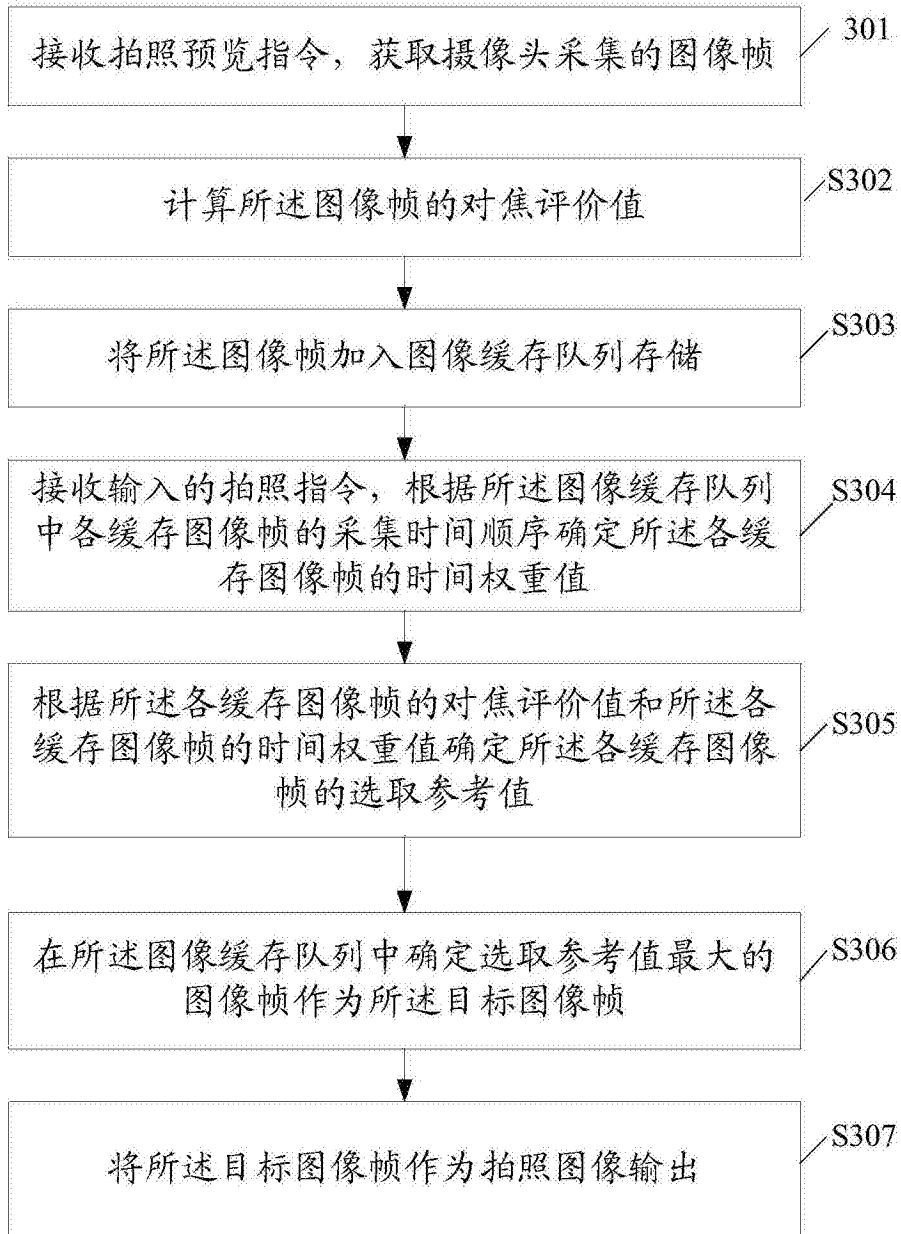 接收拍照预览指令，获取摄像头采集的图像帧
301
计算所述图像帧的对焦评价值
S302
将所述图像帧加入图像缓存队列存储
S303
接收输入的拍照指令，根据所述图像缓存队列
中各缓存图像帧的采集时间顺序确定所述各缓
存图像帧的时间权重值
S304
根据所述各缓存图像帧的对焦评价值和所述各
缓存图像帧的时间权重值确定所述各缓存图像
帧的选取参考值
S305
在所述图像缓存队列中确定选取参考值最大的
图像帧作为所述目标图像帧
S306
将所述目标图像帧作为拍照图像输出
S307